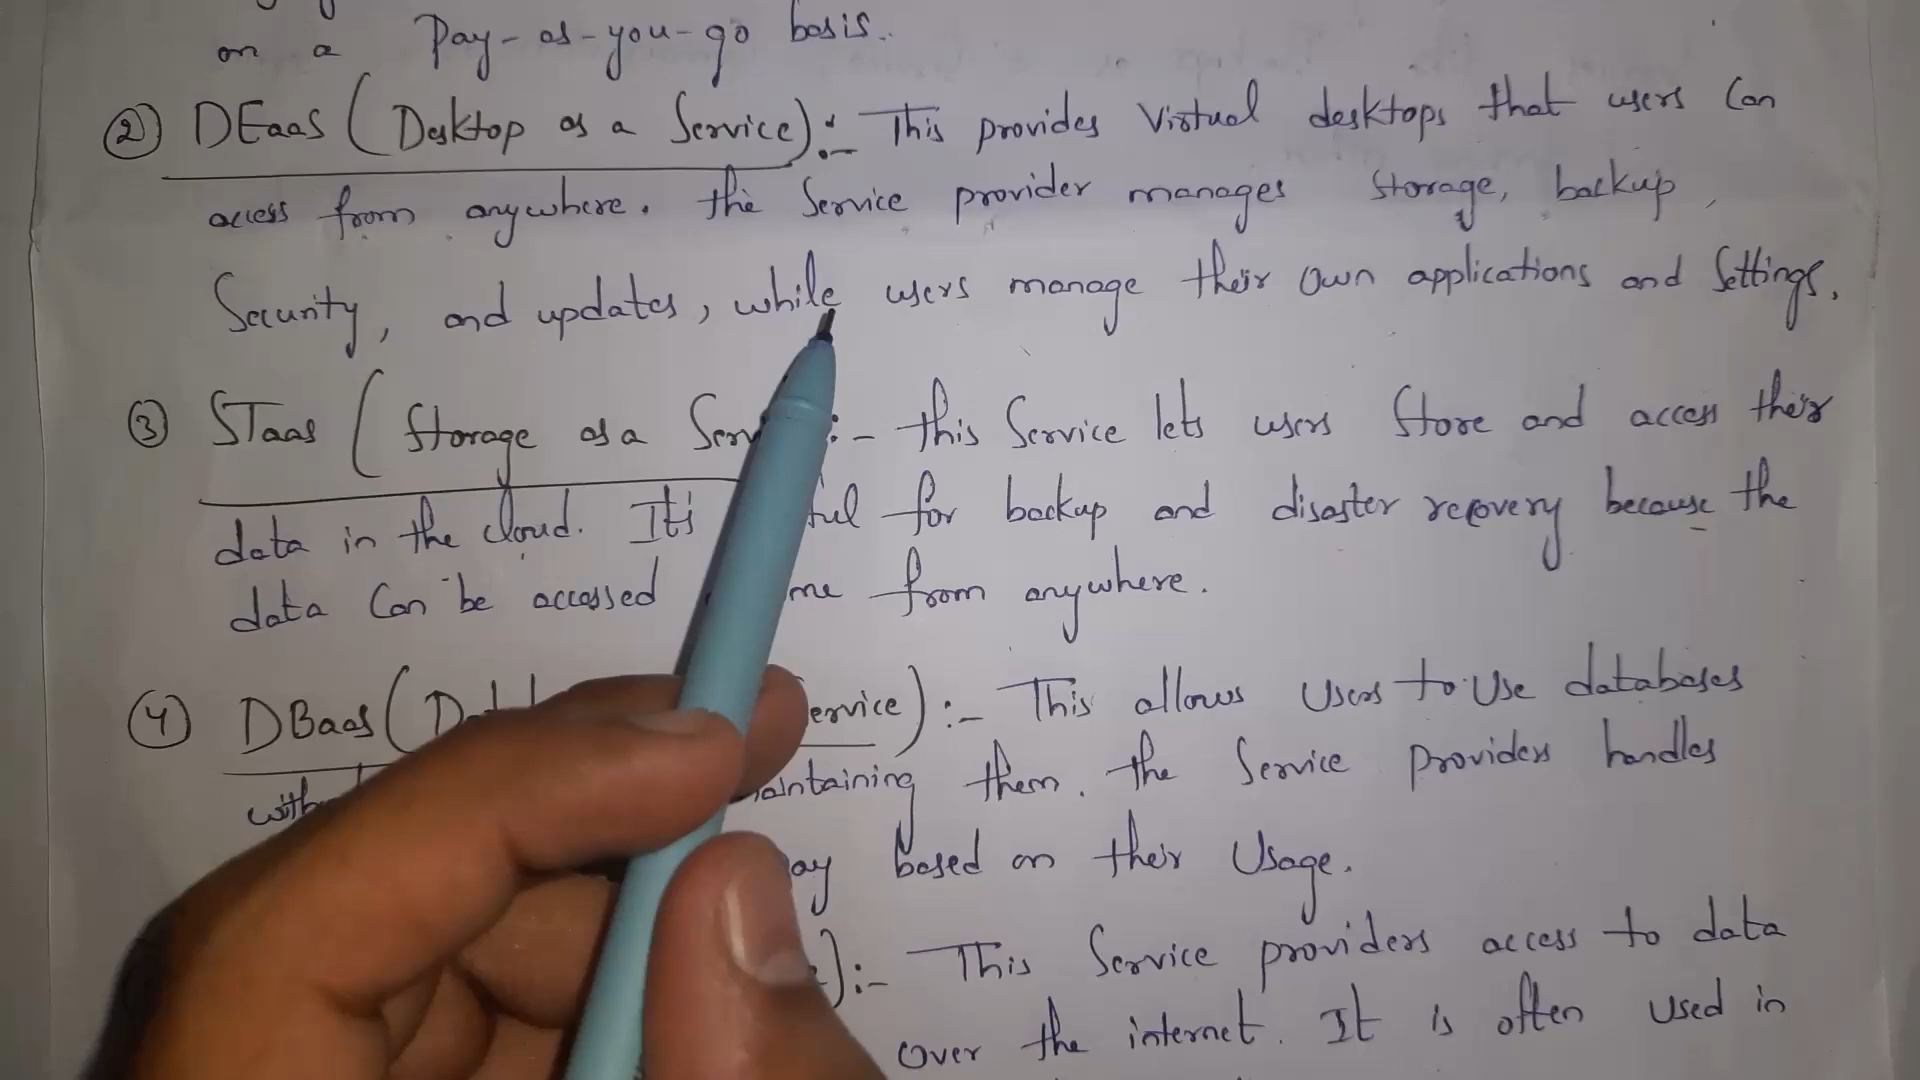 on a Pay-as-you-go basis.
② DEaaS (Desktop as a Service):- This provides Virtual desktops that users can
access from anywhere. the Service provider manages Storage, backup,
Security, and updates, while users manage their own applications and Settings.
③ STaaS (Storage as a :- this Service lets users Store and access their
data in the cloud. It's for backup and disaster recovery because the
data can be accessed from anywhere.
④ DBaaS ( Service):- This allows Users to Use databases
them. the Service Providers handles
based on their Usage.
):- This Service providers access to data
over the internet. It is often used in